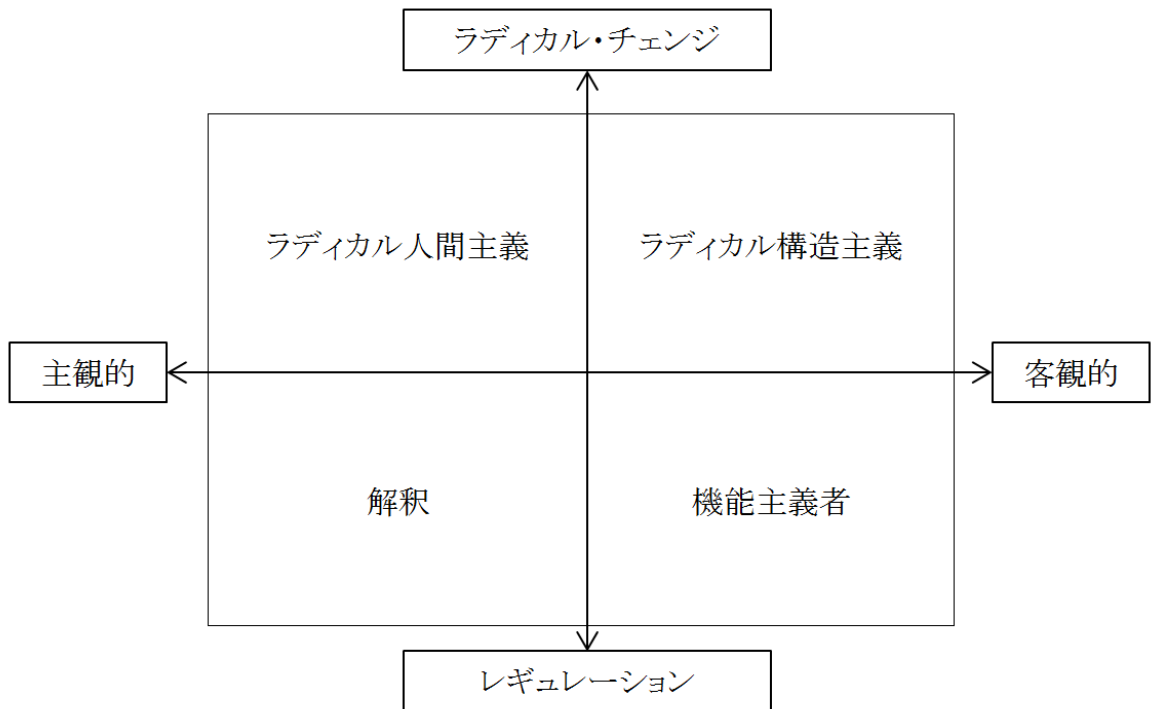 ラディカル・チェンジ
ラディカル人間主義
ラディカル構造主義
主観的
客観的
解釈
機能主義者
レギュレーション